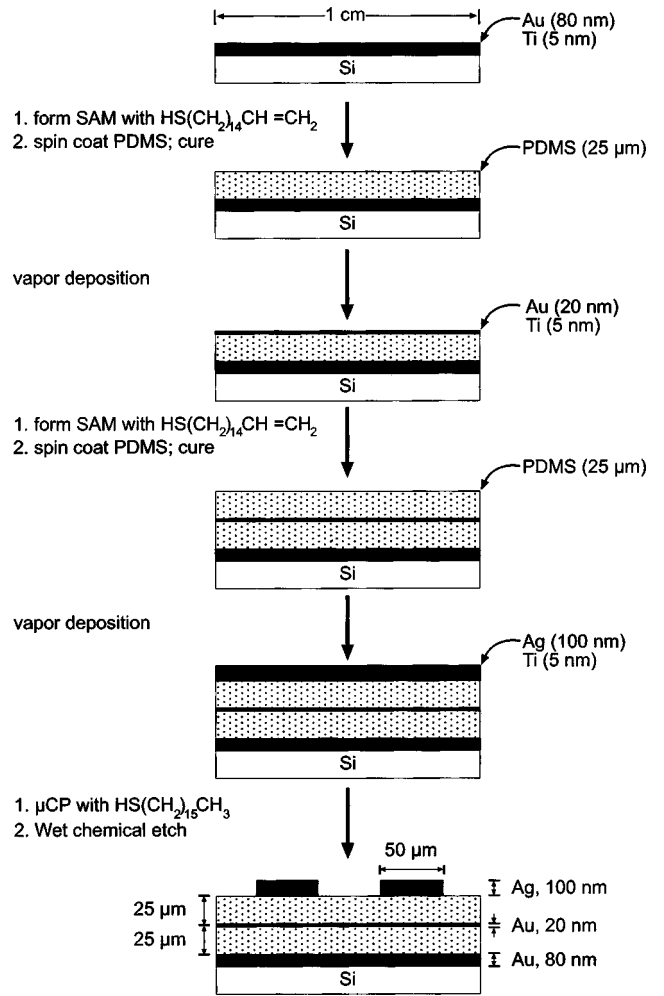 1 cm
Au (80 nm)
Ti (5 nm)
Si
1. form SAM with HS(CH₂)₁₄CH =CH₂
2. spin coat PDMS; cure
PDMS (25 µm)
Si
vapor deposition
Au (20 nm)
Ti (5 nm)
Si
1. form SAM with HS(CH₂)₁₄CH =CH₂
2. spin coat PDMS; cure
PDMS (25 µm)
Si
vapor deposition
Ag (100 nm)
Ti (5 nm)
Si
1. µCP with HS(CH₂)₁₅CH₃
2. Wet chemical etch
50 µm
Ag, 100 nm
25 µm
Au, 20 nm
25 µm
Au, 80 nm
Si